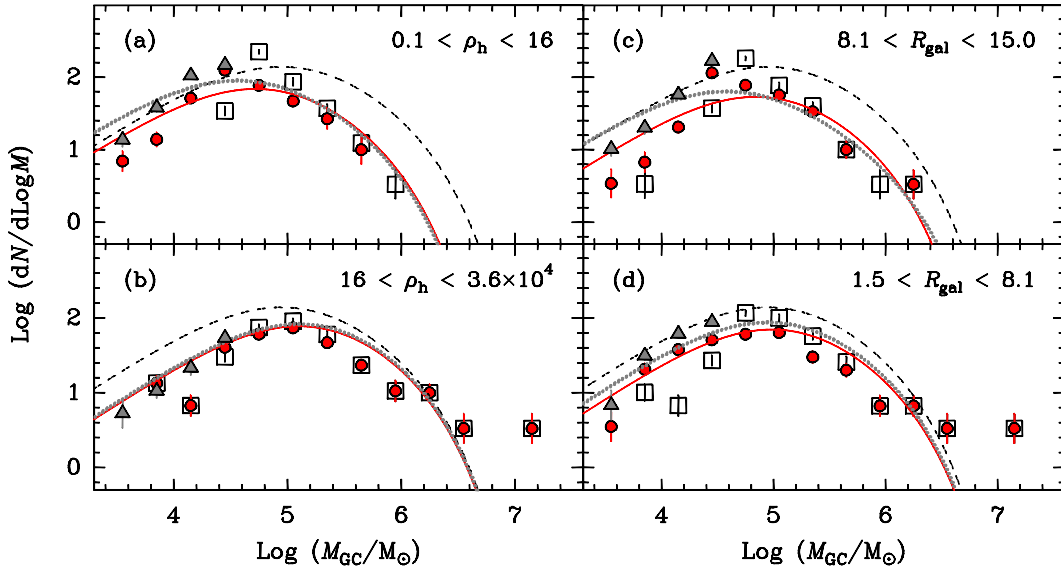 (a) 0.1 < ρh < 16
(c) 8.1 < Rgal < 15.0
2
1
0
(b) 16 < ρh < 3.6×10⁴
(d) 1.5 < Rgal < 8.1
2
1
0
Log (dN/dLogM)
4 5 6 7
4 5 6 7
Log (MGC/M⊙)
Log (MGC/M⊙)